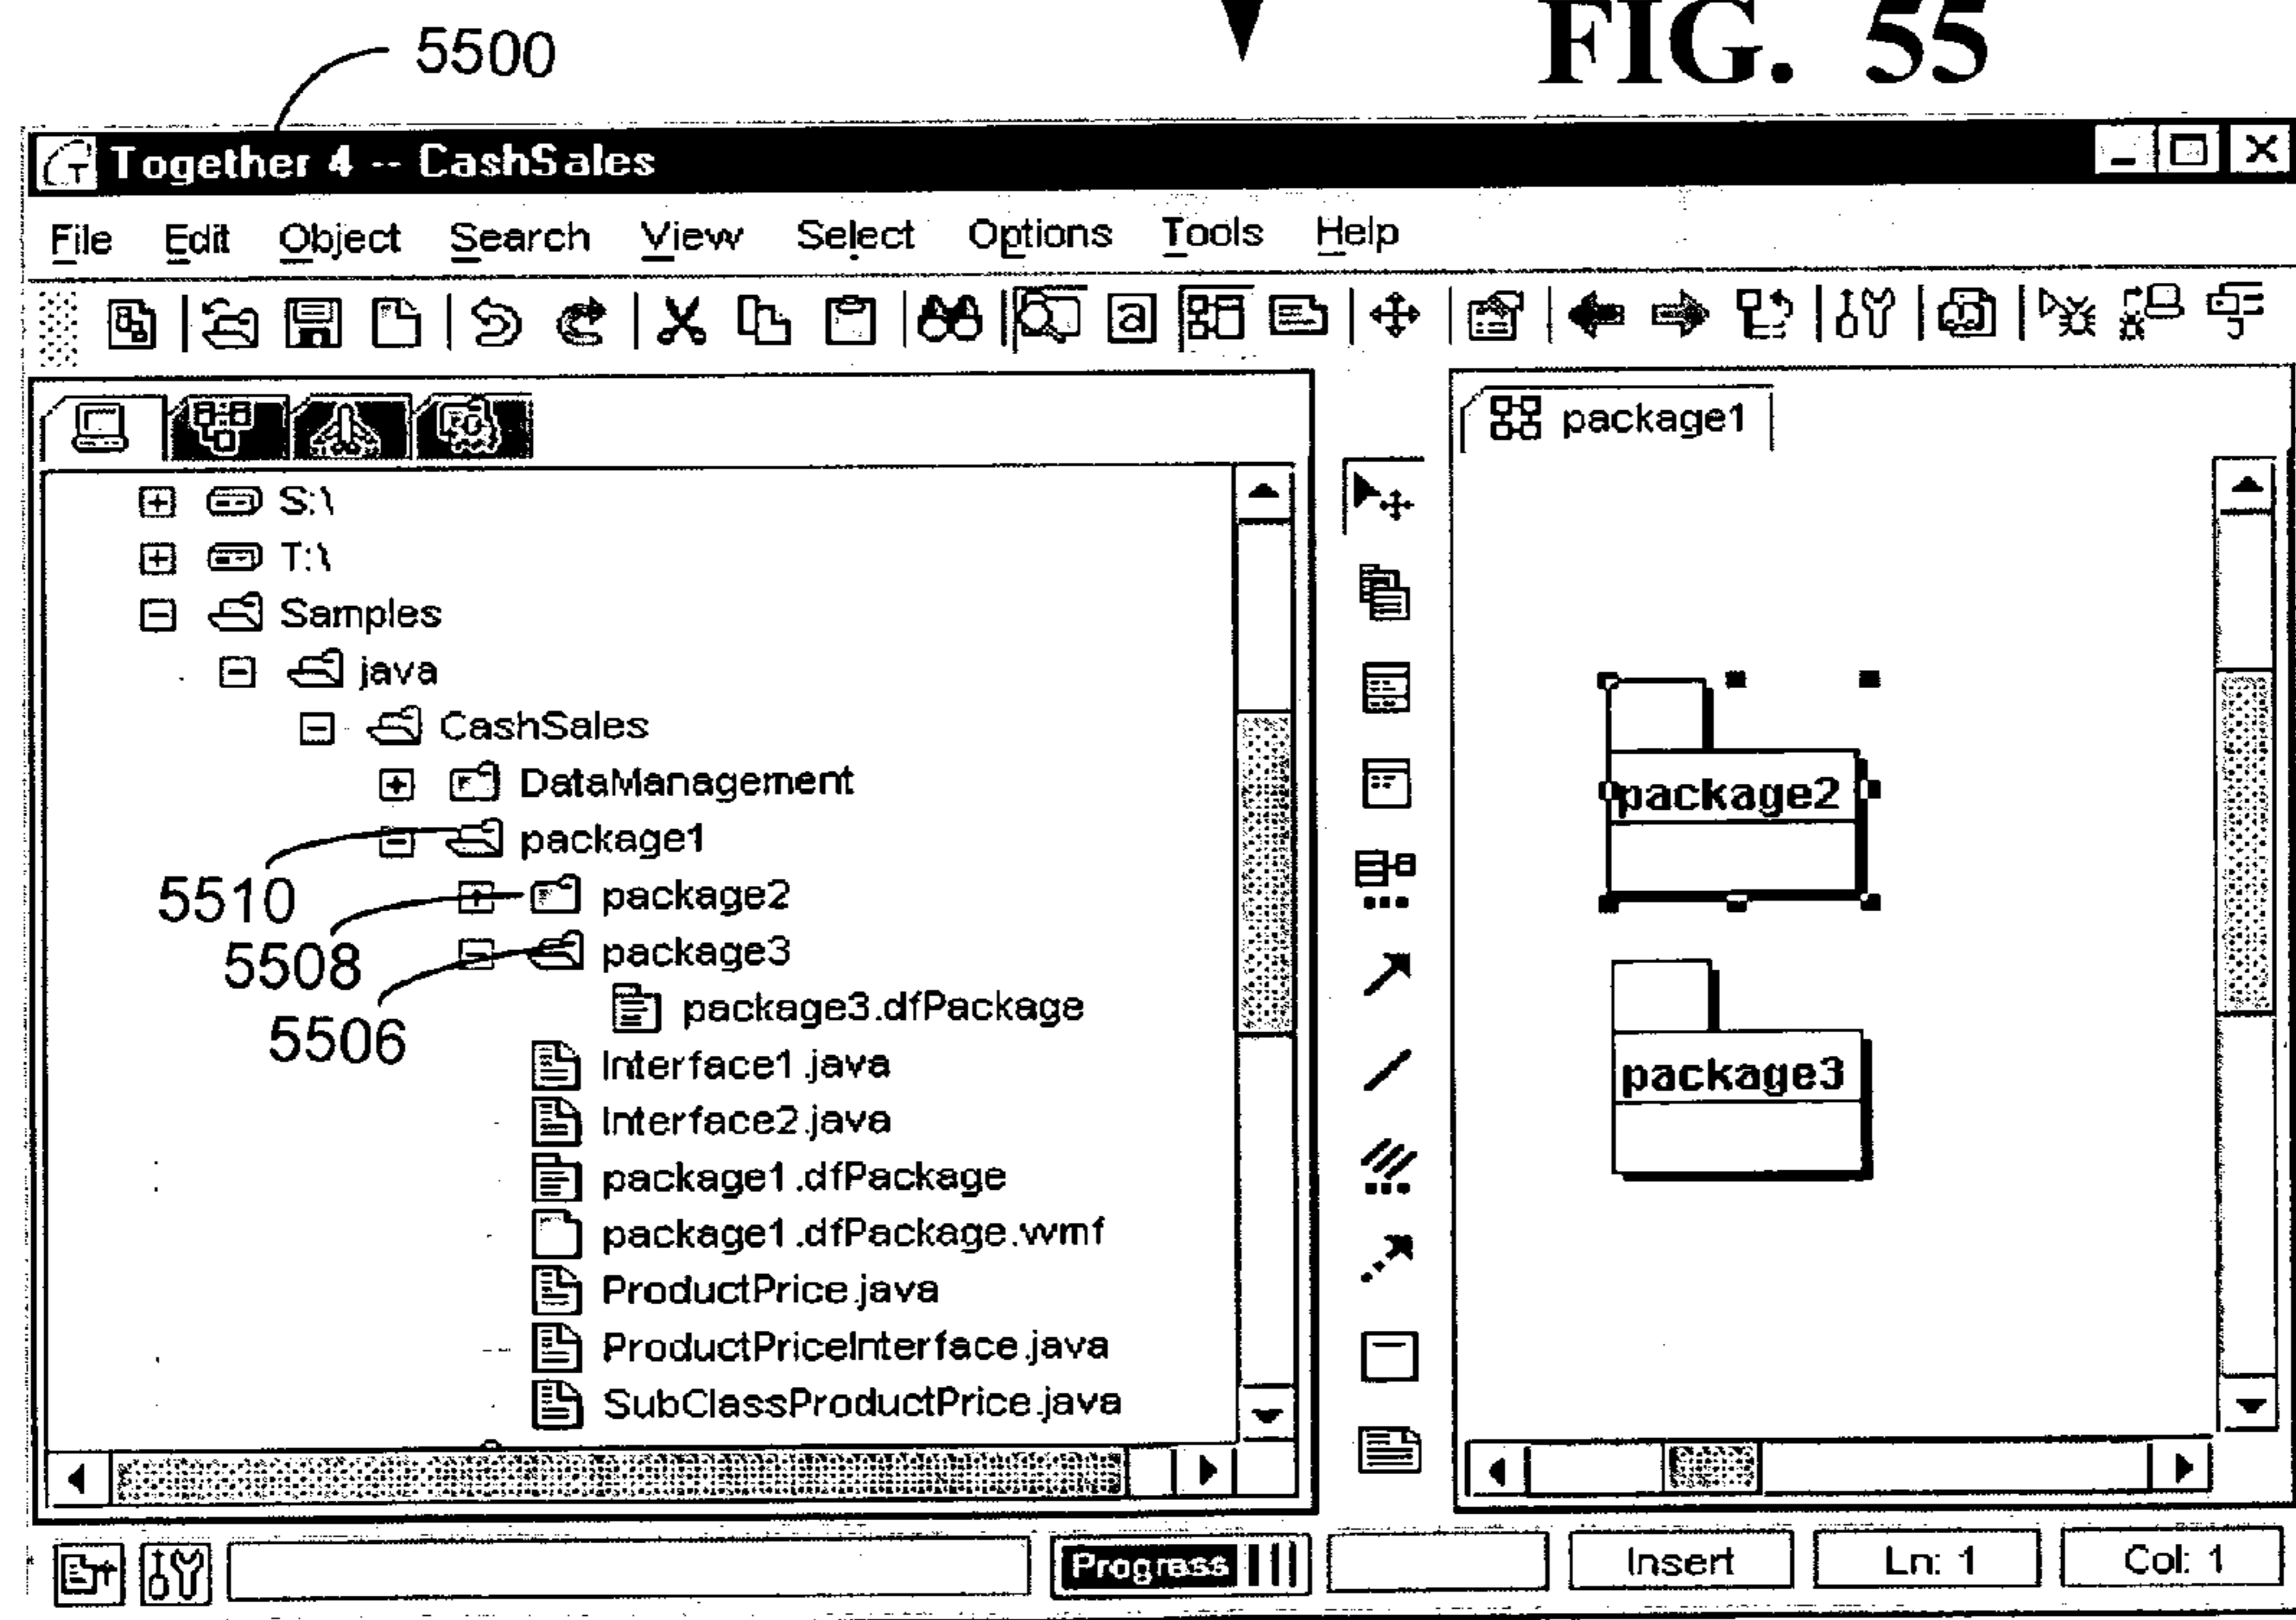 5500
FIG. 55
Together 4 -- CashSales
File Edit Object Search View Select Options Tools Help
package1
S:\
T:\
Samples
java
CashSales
DataManagement
package1
package2
package3
package3.dfPackage
Interface1.java
Interface2.java
package1.dfPackage
package1.dfPackage.wmf
ProductPrice.java
ProductPriceInterface.java
SubClassProductPrice.java
5510
5508
5506
package2
package3
Progress Insert Ln: 1 Col: 1